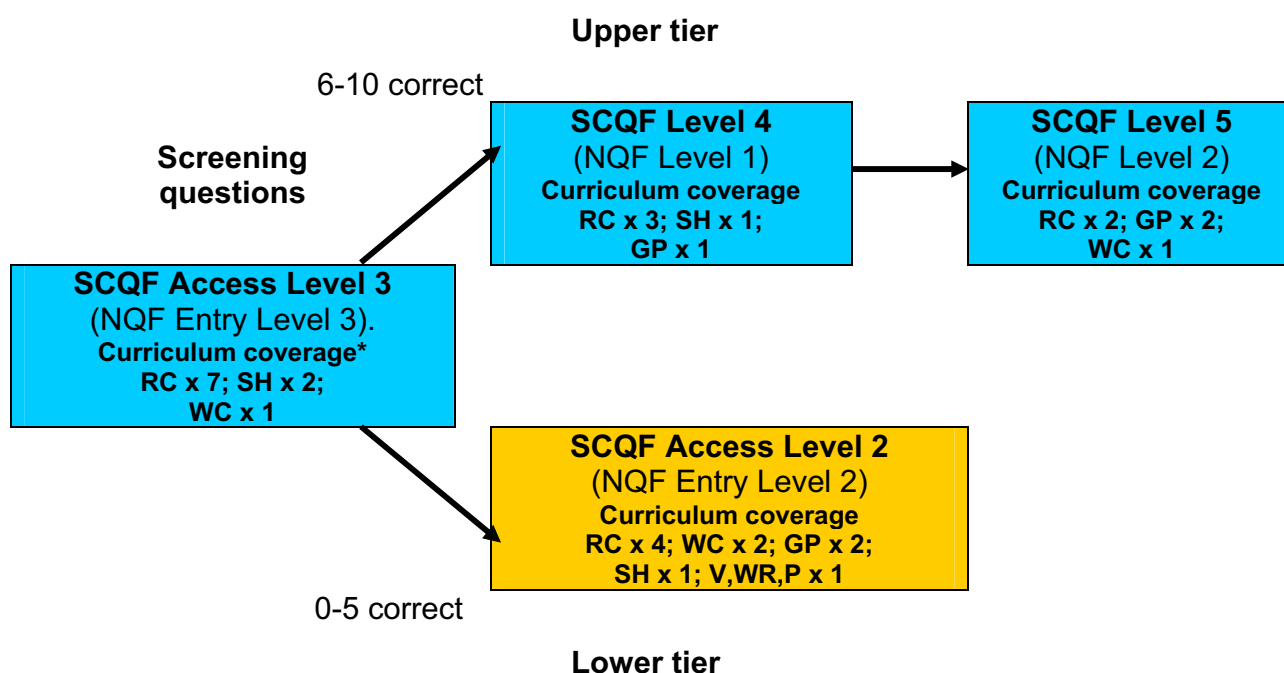 Upper tier
6-10 correct
Screening
questions
SCQF Level 4
(NQF Level 1)
Curriculum coverage
RC x 3; SH x 1;
GP x 1
SCQF Level 5
(NQF Level 2)
Curriculum coverage
RC x 2; GP x 2;
WC x 1
SCQF Access Level 3
(NQF Entry Level 3).
Curriculum coverage*
RC x 7; SH x 2;
WC x 1
SCQF Access Level 2
(NQF Entry Level 2)
Curriculum coverage
RC x 4; WC x 2; GP x 2;
SH x 1; V,WR,P x 1
0-5 correct
Lower tier